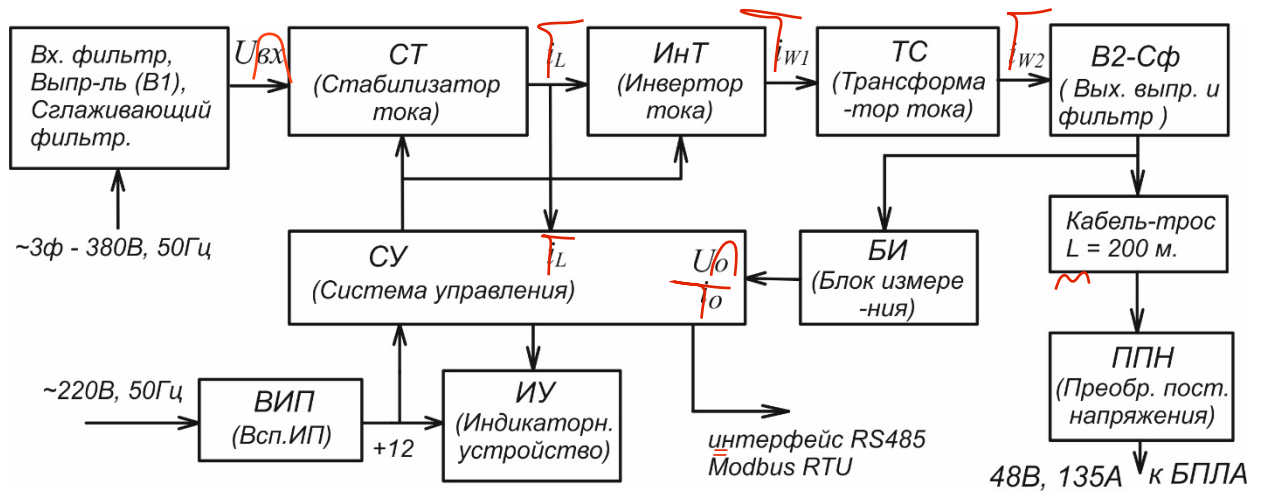 Вх. фильтр,
Выпр-ль (В1),
Сглаживающий
фильтр.
Uвх
СТ
(Стабилизатор
тока)
iL
ИнТ
(Инвертор
тока)
iW1
ТС
(Трансформа
-тор тока)
iW2
В2-Сф
( Вых. выпр. и
фильтр )
~3ф - 380В, 50Гц
СУ
(Система управления)
iL
Uo
io
БИ
(Блок измере
-ния)
Кабель-трос
L = 200 м.
~220В, 50Гц
ВИП
(Всп.ИП)
+12
ИУ
(Индикаторн.
устройство)
интерфейс RS485
Modbus RTU
ППН
(Преобр. пост.
напряжения)
48В, 135А
к БПЛА